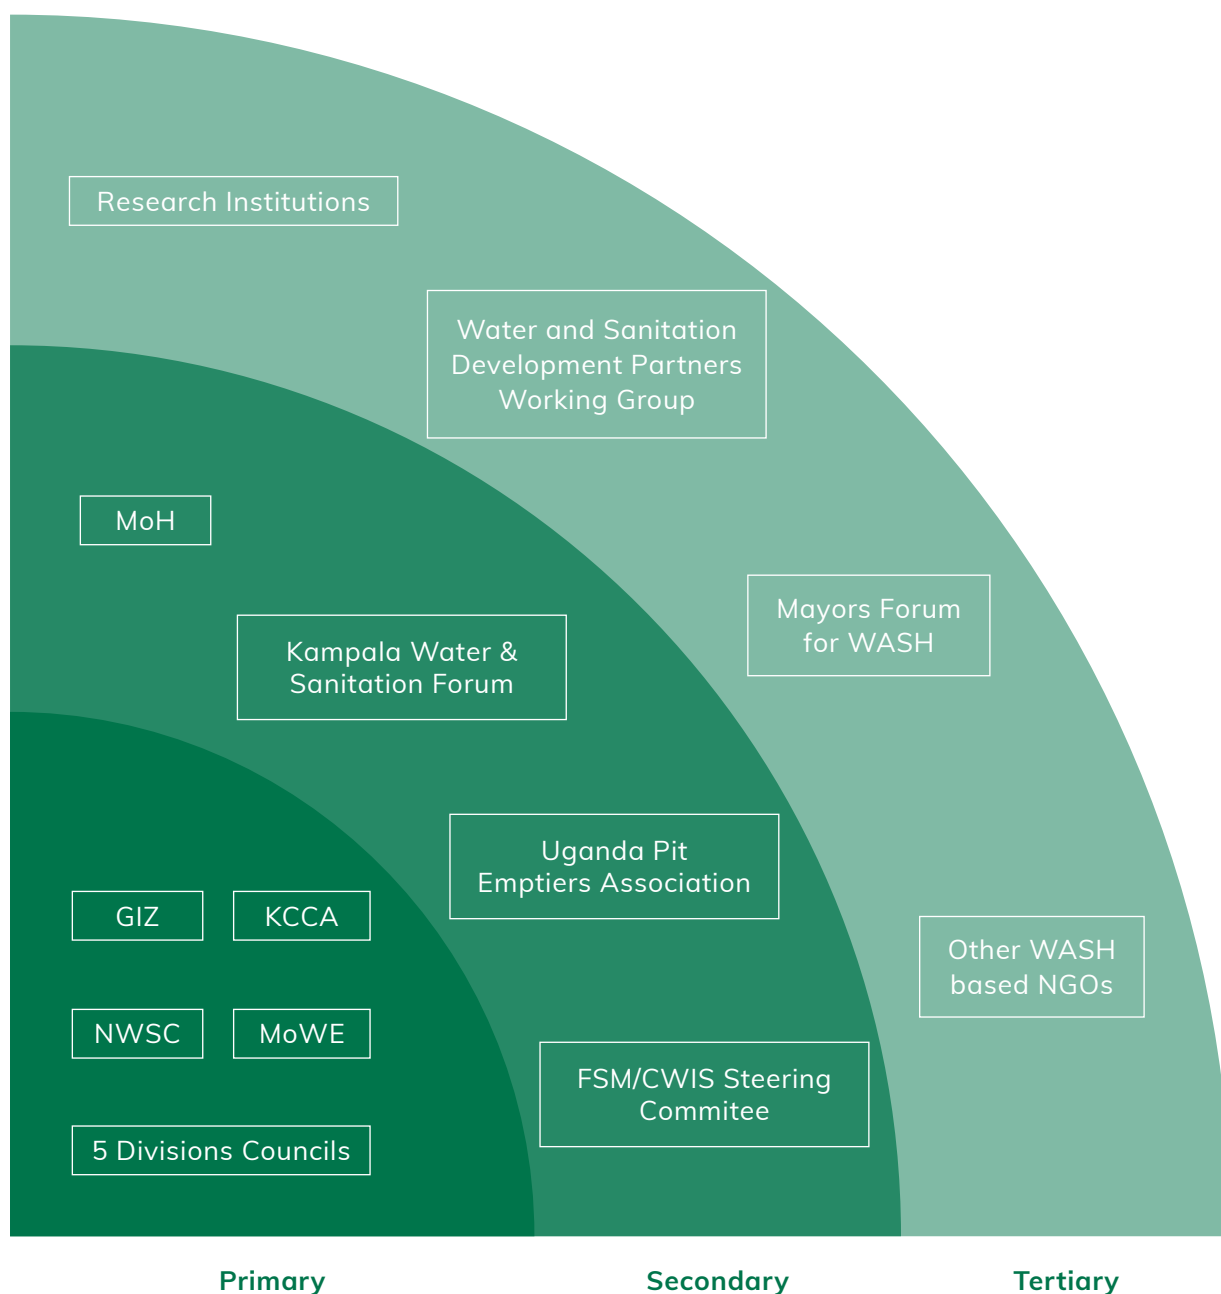 Research Institutions
Water and Sanitation
Development Partners
Working Group
MoH
Mayors Forum
for WASH
Kampala Water &
Sanitation Forum
Uganda Pit
Emptiers Association
GIZ
KCCA
Other WASH
based NGOs
NWSC
MoWE
FSM/CWIS Steering
Commitee
5 Divisions Councils
Primary
Secondary
Tertiary